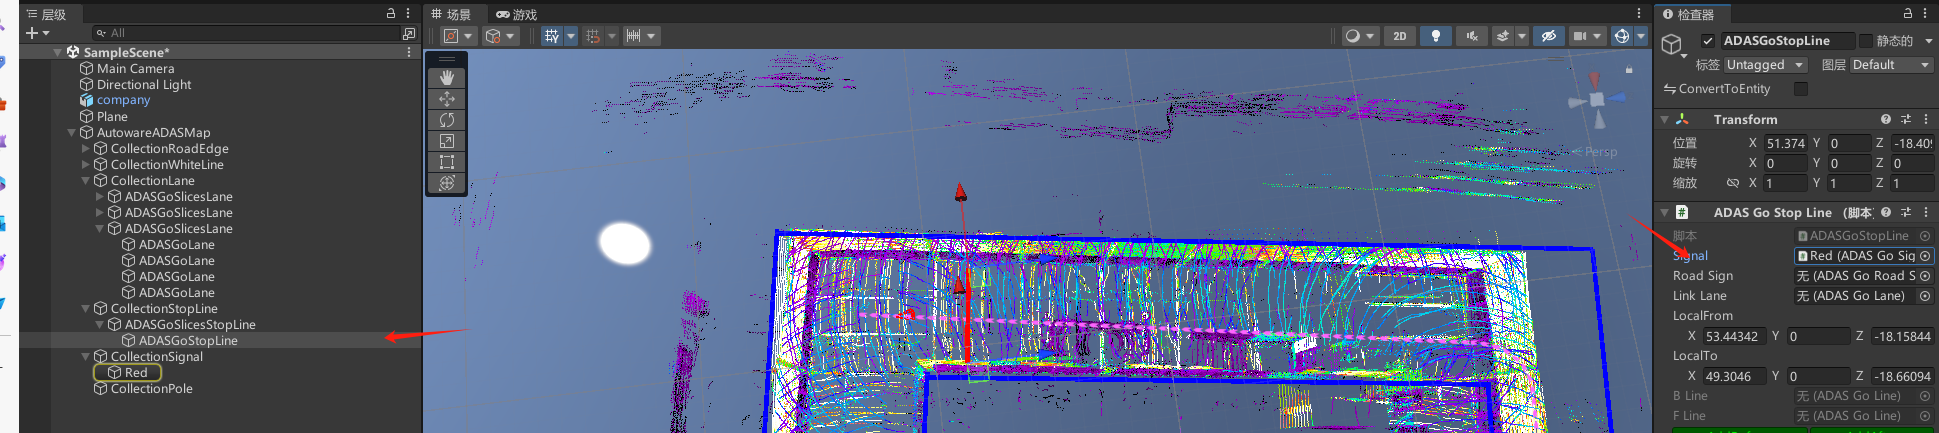 层级
All
SampleScene*
Main Camera
Directional Light
company
Plane
AutowareADASMap
CollectionRoadEdge
CollectionWhiteLine
CollectionLane
ADASGoSlicesLane
ADASGoSlicesLane
ADASGoSlicesLane
ADASGoLane
ADASGoLane
ADASGoLane
ADASGoLane
CollectionStopLine
ADASGoSlicesStopLine
ADASGoStopLine
CollectionSignal
Red
CollectionPole
场景 游戏
2D
Persp
检查器
ADASGoStopLine 静态的
标签 Untagged 图层 Default
ConvertToEntity
Transform
位置 X 51.374 Y 0 Z -18.409
旋转 X 0 Y 0 Z 0
缩放 X 1 Y 1 Z 1
ADAS Go Stop Line （脚本
脚本 ADASGoStopLine
Signal Red (ADAS Go Sig
Road Sign 无 (ADAS Go Road S
Link Lane 无 (ADAS Go Lane)
LocalFrom
X 53.44342 Y 0 Z -18.15844
LocalTo
X 49.3046 Y 0 Z -18.66094
B Line 无 (ADAS Go Line)
F Line 无 (ADAS Go Line)